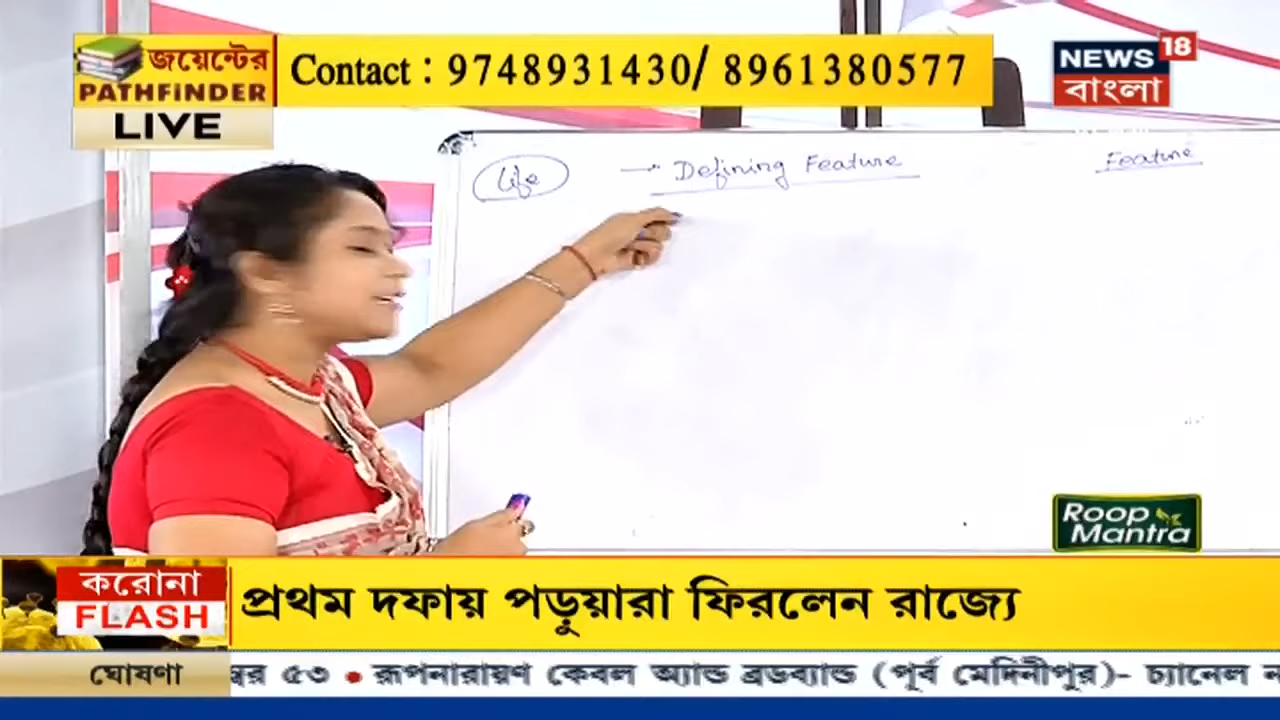 জয়েন্টের
PATHFINDER
LIVE
Contact : 9748931430/ 8961380577
NEWS 18
বাংলা
Life
Defining Feature
Feature
Roop
Mantra
করোনা
FLASH
প্রথম দফায় পড়ুয়ারা ফিরলেন রাজ্যে
ঘোষণা
ম্বর ৫৩ • রূপনারায়ণ কেবল অ্যান্ড ব্রডব্যান্ড (পূর্ব মেদিনীপুর)- চ্যানেল